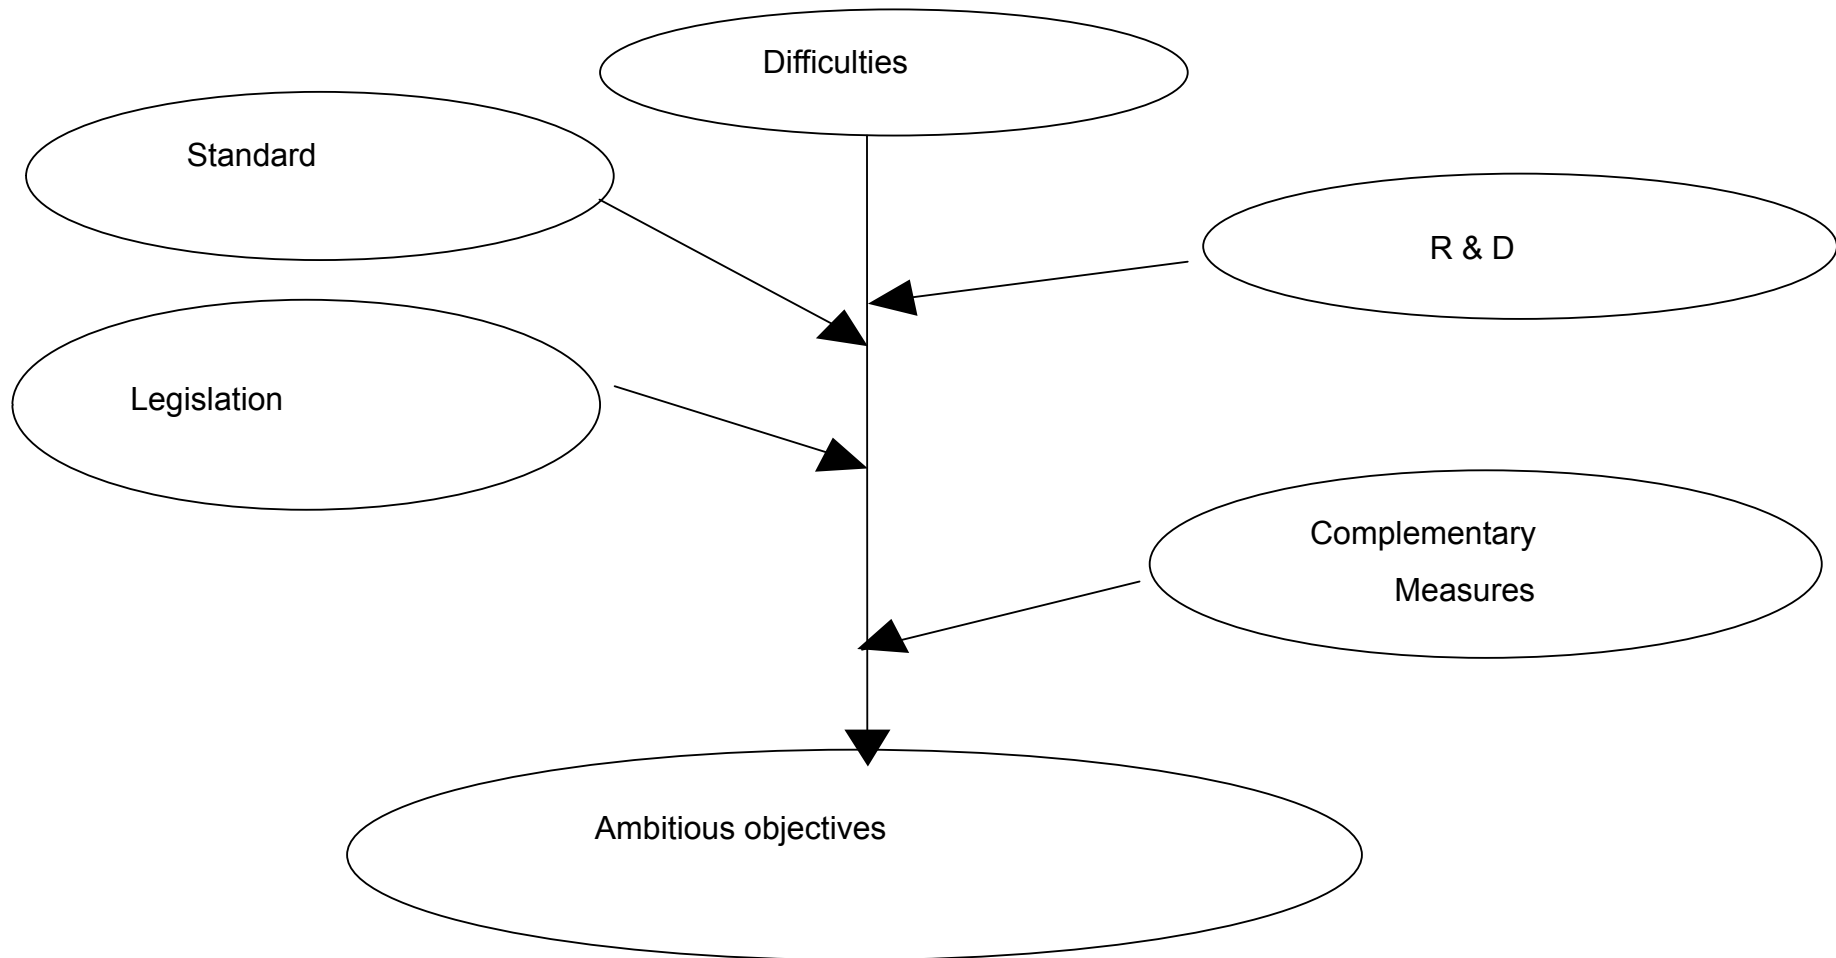 Difficulties
Standard
R & D
Legislation
Complementary
Measures
Ambitious objectives